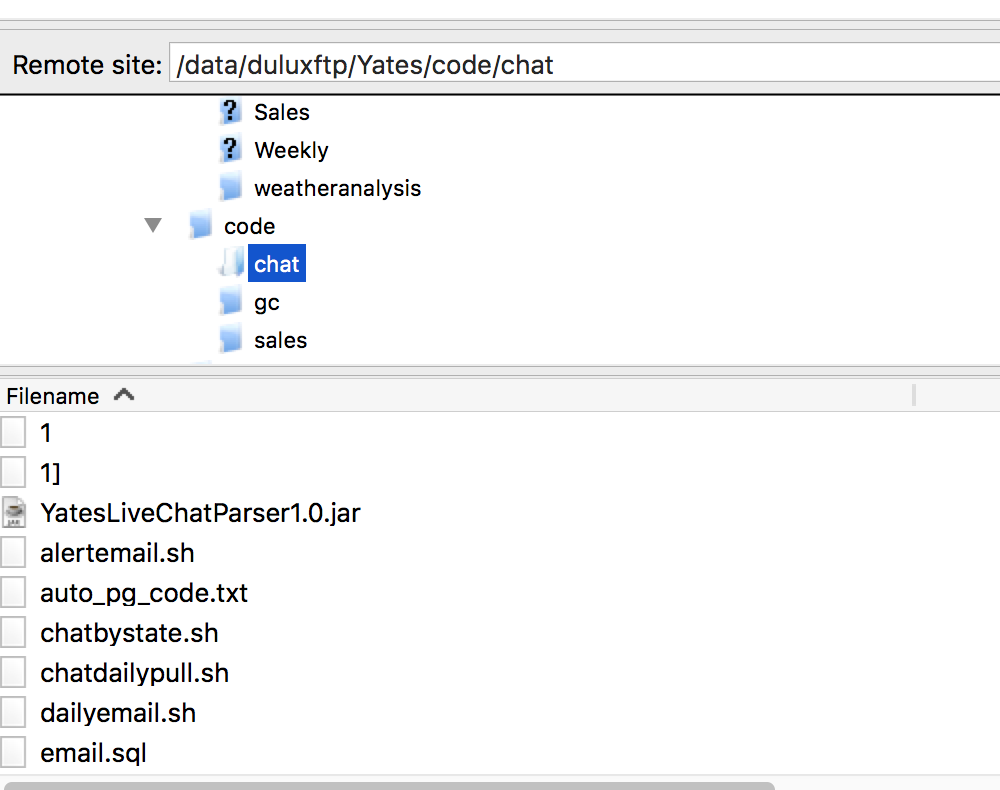 Remote site: /data/duluxftp/Yates/code/chat
? Sales
? Weekly
weatheranalysis
code
chat
gc
sales
Filename
1
1]
JAR YatesLiveChatParser1.0.jar
alertemail.sh
auto_pg_code.txt
chatbystate.sh
chatdailypull.sh
dailyemail.sh
email.sql